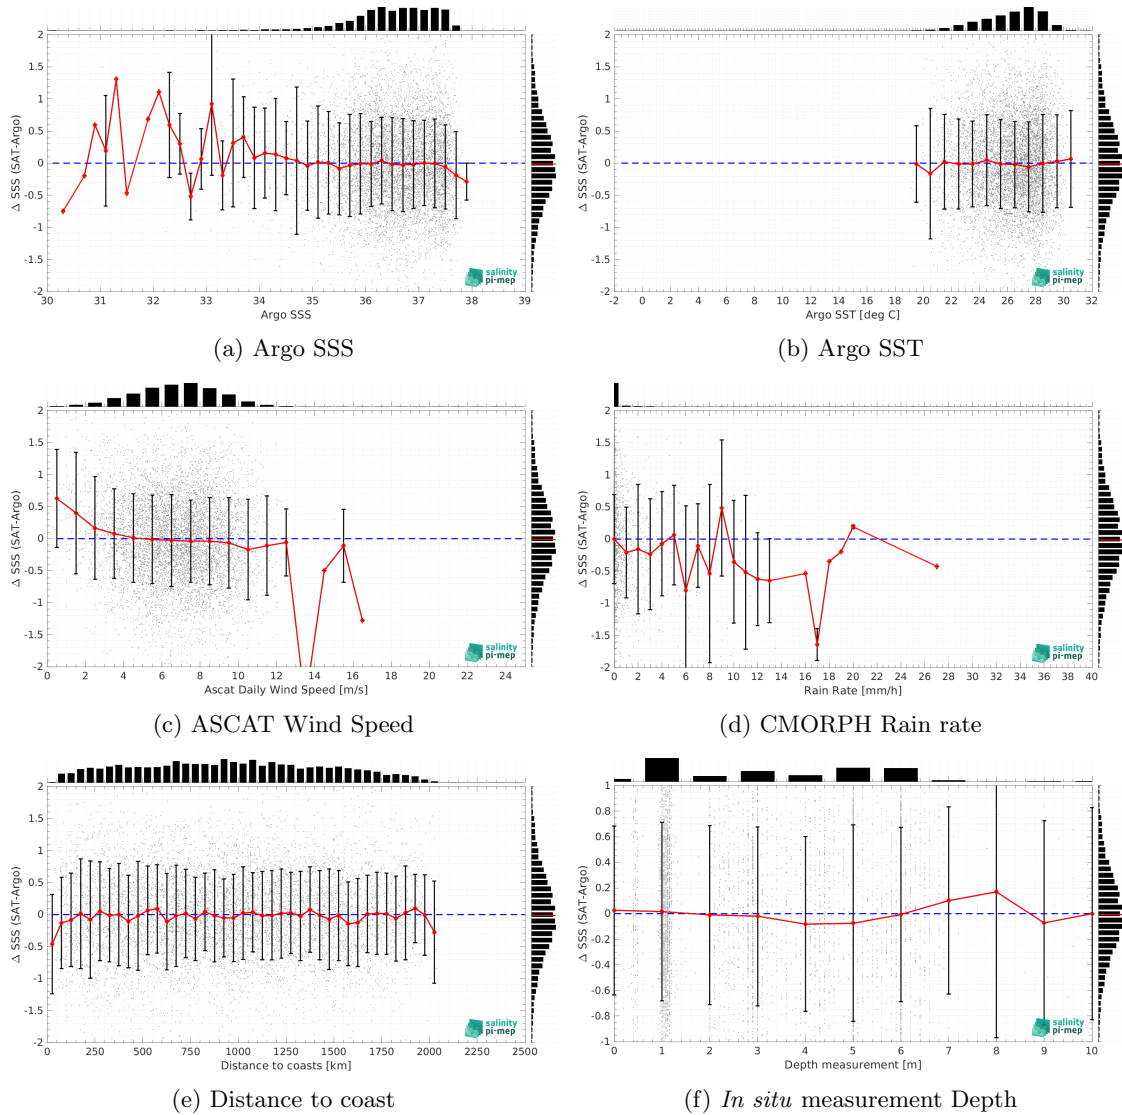 2
1.5
1
0.5
0
-0.5
-1
-1.5
-2
Δ SSS (SAT-Argo)
30 31 32 33 34 35 36 37 38 39
Argo SSS
salinity
pi-mep
(a) Argo SSS
2
1.5
1
0.5
0
-0.5
-1
-1.5
-2
Δ SSS (SAT-Argo)
-2 0 2 4 6 8 10 12 14 16 18 20 22 24 26 28 30 32
Argo SST [deg C]
salinity
pi-mep
(b) Argo SST
2
1.5
1
0.5
0
-0.5
-1
-1.5
-2
Δ SSS (SAT-Argo)
0 2 4 6 8 10 12 14 16 18 20 22 24
Ascat Daily Wind Speed [m/s]
salinity
pi-mep
(c) ASCAT Wind Speed
2
1.5
1
0.5
0
-0.5
-1
-1.5
-2
Δ SSS (SAT-Argo)
0 2 4 6 8 10 12 14 16 18 20 22 24 26 28 30 32 34 36 38 40
Rain Rate [mm/h]
salinity
pi-mep
(d) CMORPH Rain rate
2
1.5
1
0.5
0
-0.5
-1
-1.5
-2
Δ SSS (SAT-Argo)
0 250 500 750 1000 1250 1500 1750 2000 2250 2500
Distance to coasts [km]
salinity
pi-mep
(e) Distance to coast
1
0.8
0.6
0.4
0.2
0
-0.2
-0.4
-0.6
-0.8
-1
Δ SSS (SAT-Argo)
0 1 2 3 4 5 6 7 8 9 10
Depth measurement [m]
salinity
pi-mep
(f) In situ measurement Depth